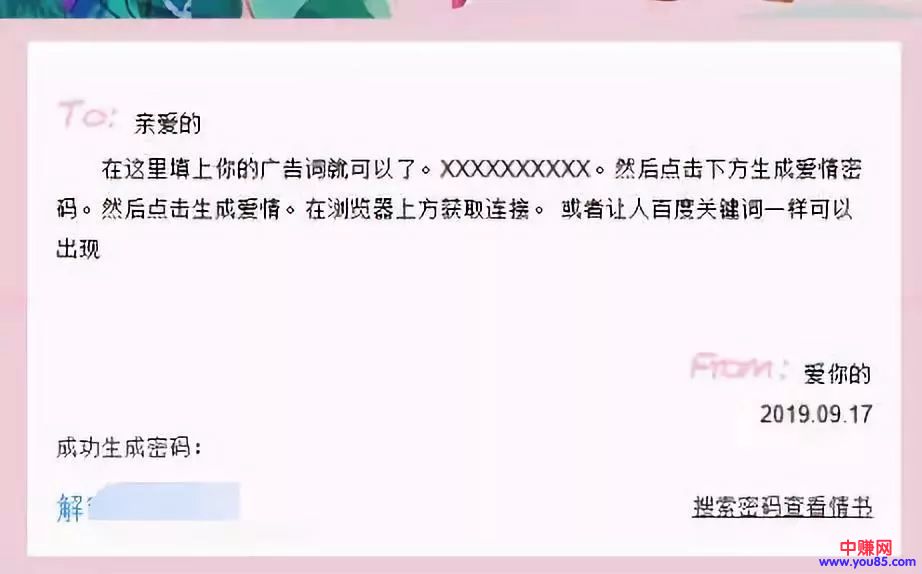 To: 亲爱的
在这里填上你的广告词就可以了。XXXXXXXXXX。然后点击下方生成爱情密
码。然后点击生成爱情。在浏览器上方获取连接。 或者让人百度关键词一样可以
出现
From: 爱你的
2019.09.17
成功生成密码：
解
搜索密码查看情书
中赚网
www.you85.com